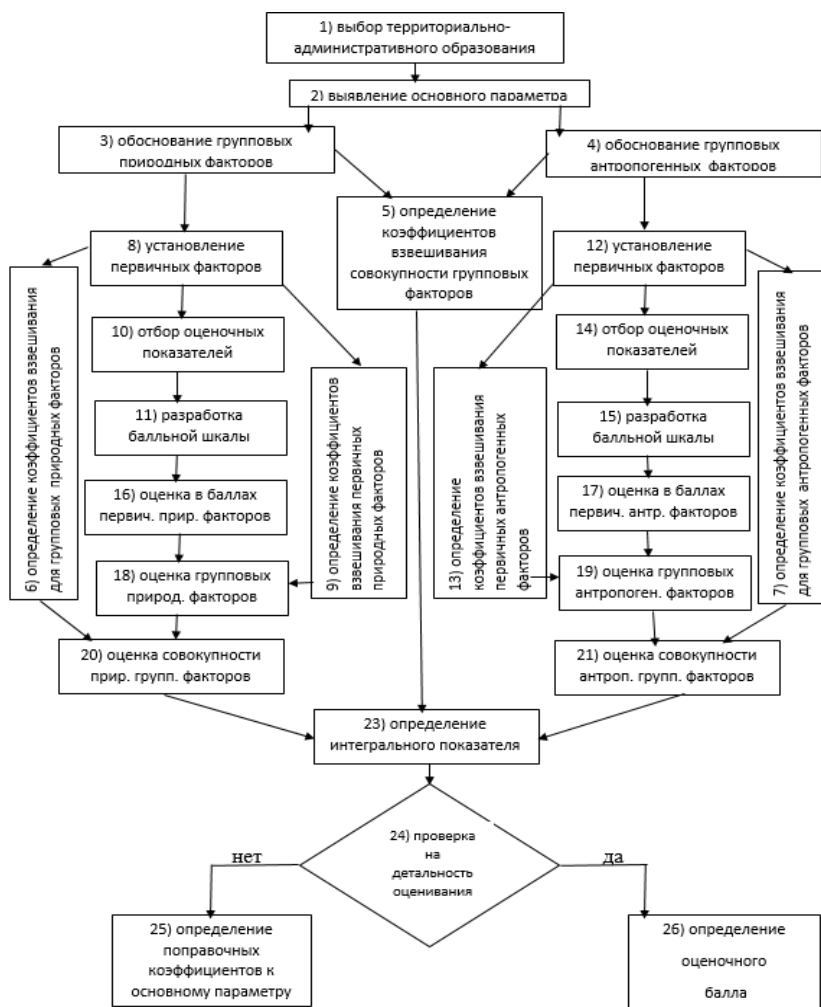 1) выбор территориально-
административного образования
2) выявление основного параметра
3) обоснование групповых
природных факторов
4) обоснование групповых
антропогенных факторов
5) определение
коэффициентов
взвешивания
совокупности групповых
факторов
8) установление
первичных факторов
12) установление
первичных факторов
6) определение коэффициентов взвешивания
для групповых природных факторов
10) отбор оценочных
показателей
14) отбор оценочных
показателей
7) определение коэффициентов взвешивания
для групповых антропогенных факторов
11) разработка
балльной шкалы
9) определение коэффициентов
взвешивания первичных
природных факторов
13) определение
коэффициентов взвешивания
первичных антропогенных
факторов
15) разработка
балльной шкалы
16) оценка в баллах
первич. прир. факторов
17) оценка в баллах
первич. антр. факторов
18) оценка групповых
природ. факторов
19) оценка групповых
антропоген. факторов
20) оценка совокупности
прир. групп. факторов
21) оценка совокупности
антроп. групп. факторов
23) определение
интегрального показателя
24) проверка
на
детальность
оценивания
нет
да
25) определение
поправочных
коэффициентов к
основному параметру
26) определение
оценочного
балла